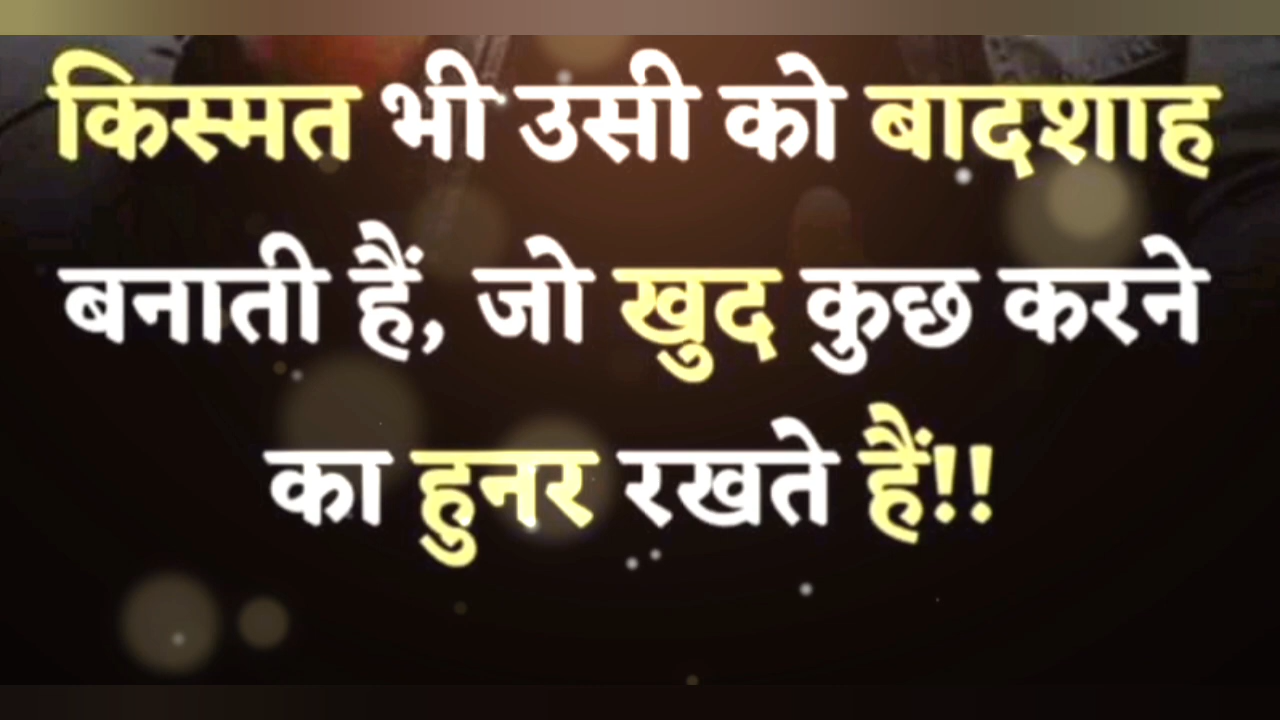 किस्मत भी उसी को बादशाह
बनाती हैं, जो खुद कुछ करने
का हुनर रखते हैं!!